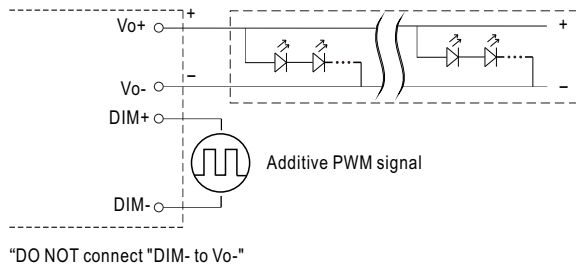 Vo+
+
+
Vo-
−
−
DIM+
Additive PWM signal
DIM-
“DO NOT connect "DIM- to Vo-"